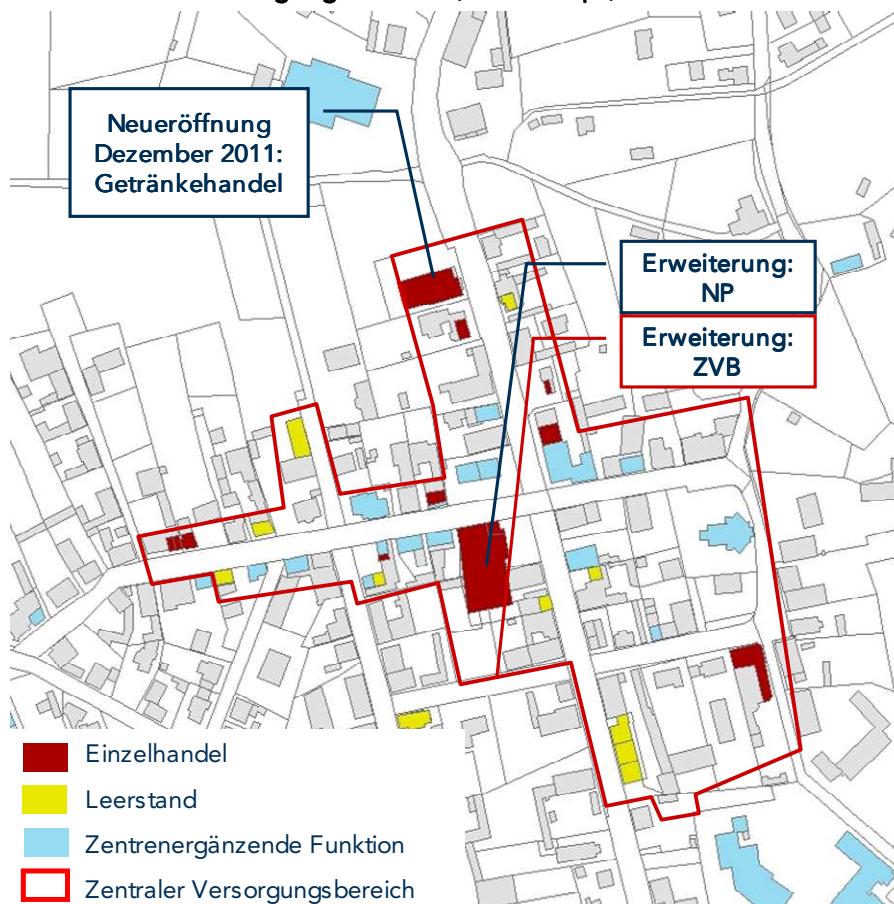 Neueröffnung
Dezember 2011:
Getränkehandel
Erweiterung:
NP
Erweiterung:
ZVB
Einzelhandel
Leerstand
Zentrenergänzende Funktion
Zentraler Versorgungsbereich